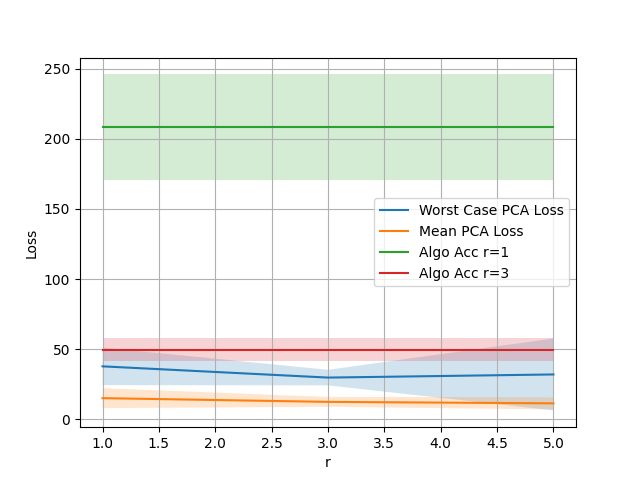 250
200
150
100
50
0
Loss
Worst Case PCA Loss
Mean PCA Loss
Algo Acc r=1
Algo Acc r=3
1.0 1.5 2.0 2.5 3.0 3.5 4.0 4.5 5.0
r